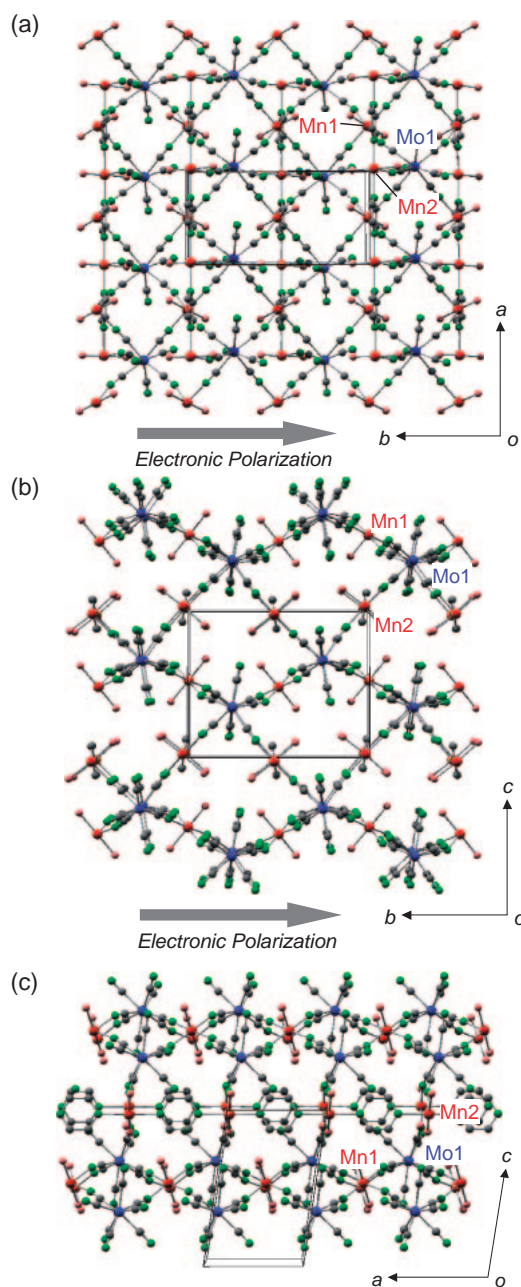 (a)
Mn1
Mo1
Mn2
a
b
o
Electronic Polarization
(b)
Mn1
Mo1
Mn2
c
b
o
Electronic Polarization
(c)
Mn2
Mn1
Mo1
c
a
o